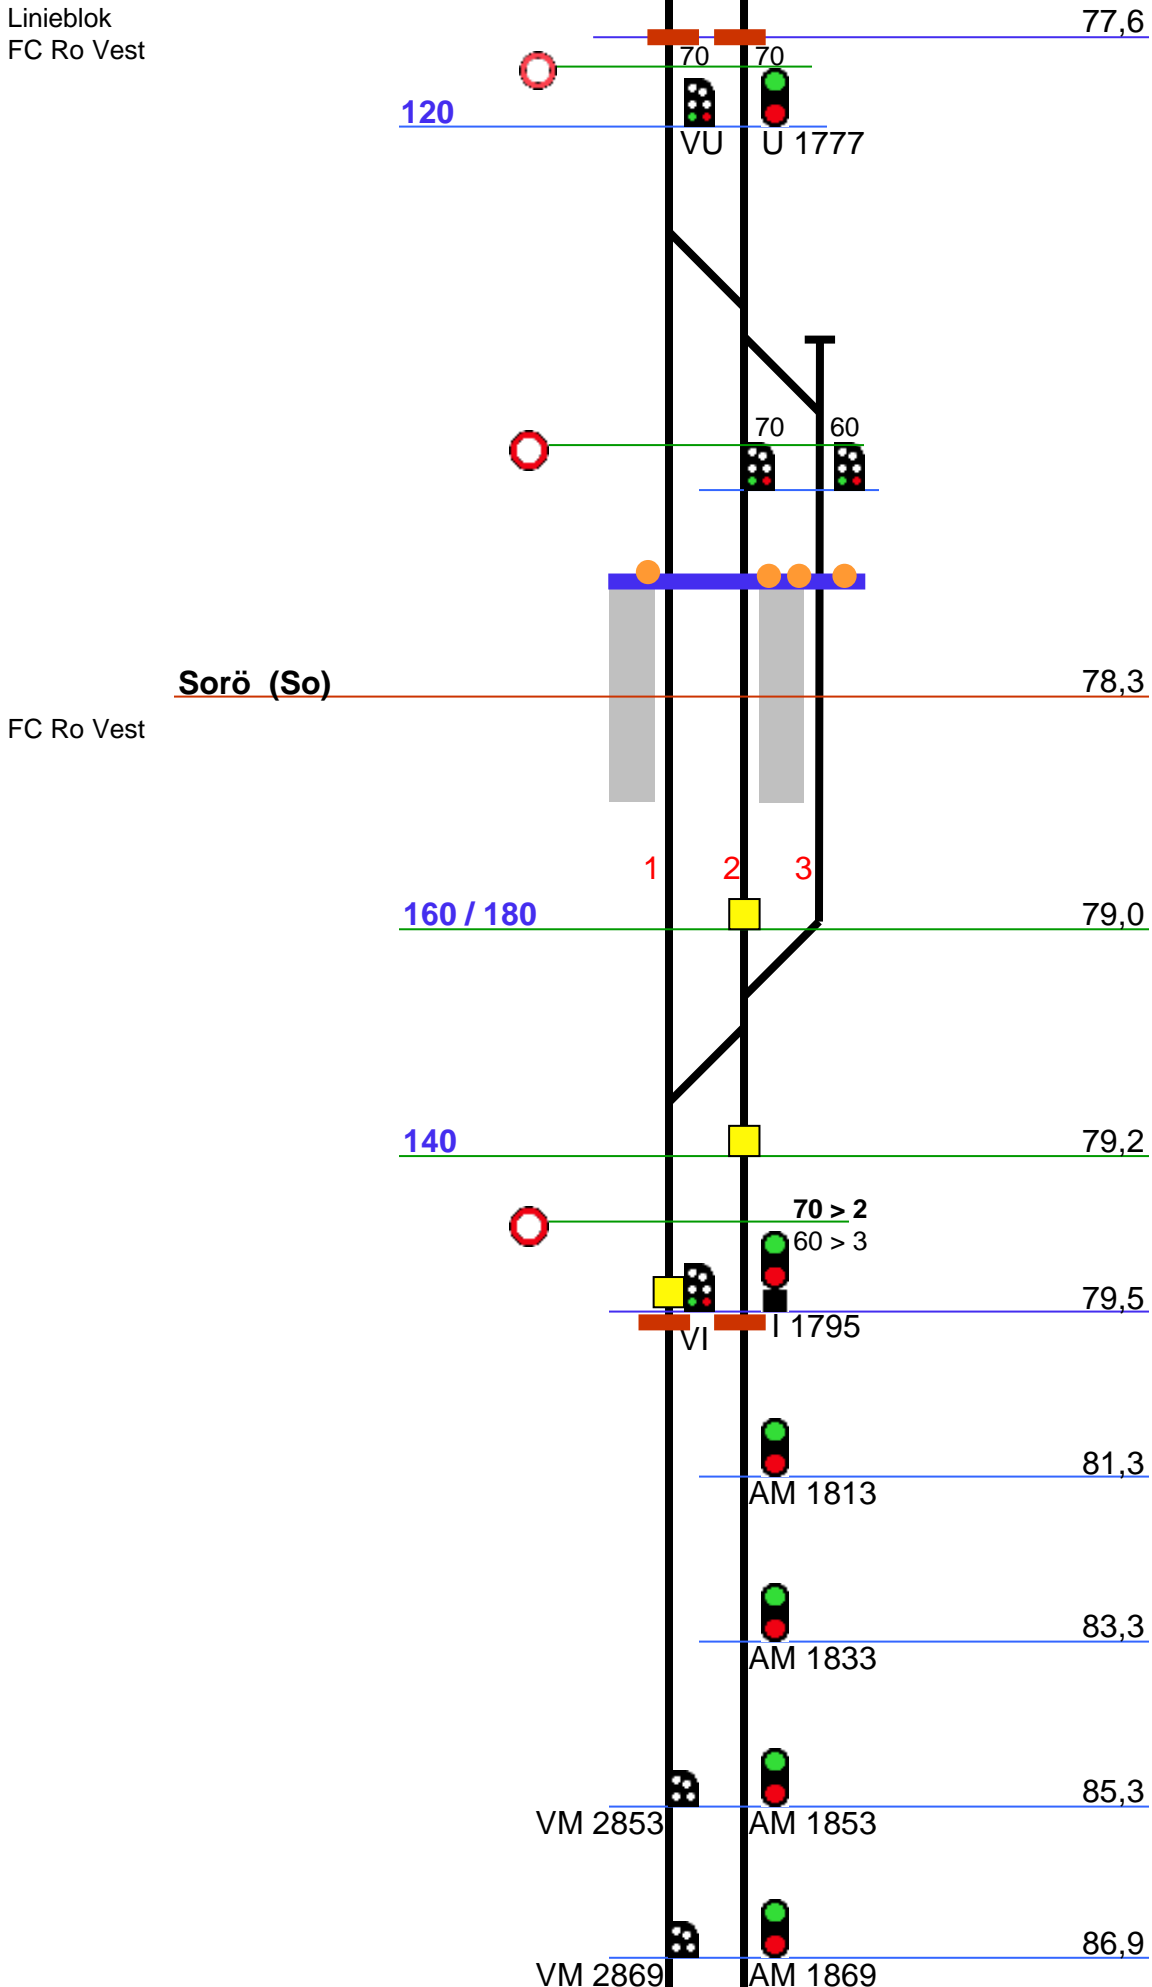 Linieblok
FC Ro Vest
77,6
70 70
120
VU U 1777
70 60
Sorö (So) 78,3
FC Ro Vest
1 2 3
160 / 180 79,0
140 79,2
70 > 2
60 > 3
79,5
VI I 1795
81,3
AM 1813
83,3
AM 1833
85,3
VM 2853 AM 1853
86,9
VM 2869 AM 1869